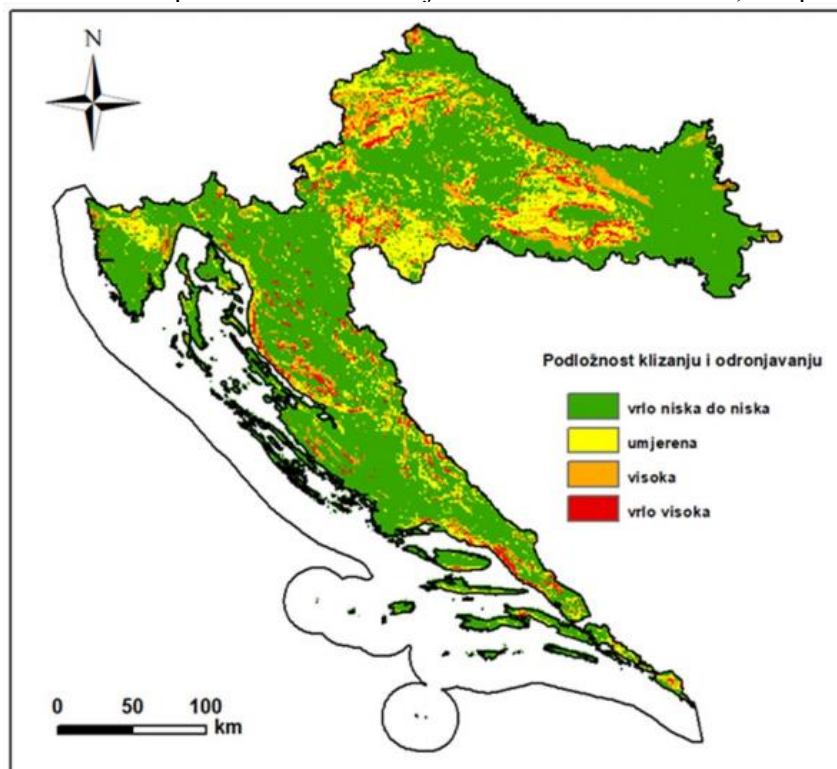 N
Podložnost klizanju i odronjavanju
vrlo niska do niska
umjerena
visoka
vrlo visoka
0 50 100
km